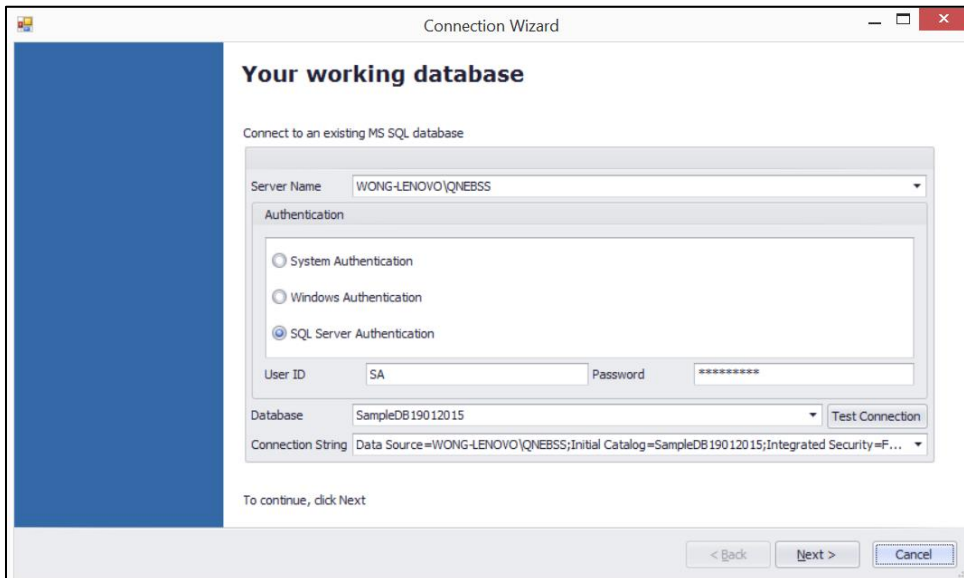 Connection Wizard
Your working database
Connect to an existing MS SQL database
Server Name WONG-LENOVO\QNEBSS
Authentication
System Authentication
Windows Authentication
SQL Server Authentication
User ID SA Password *********
Database SampleDB19012015 Test Connection
Connection String Data Source=WONG-LENOVO\QNEBSS;Initial Catalog=SampleDB19012015;Integrated Security=F...
To continue, click Next
< Back Next > Cancel